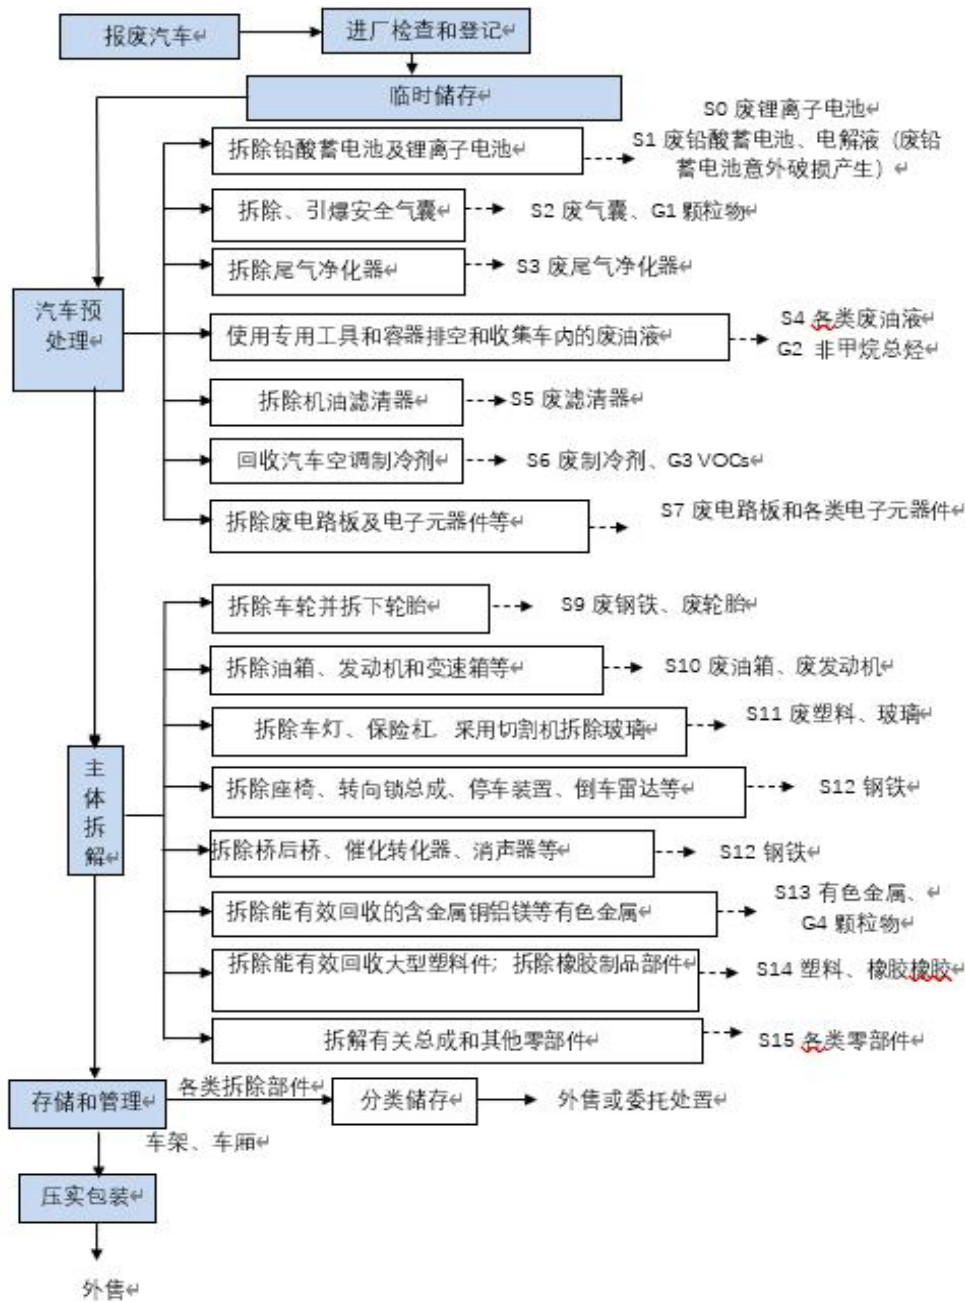 报废汽车
进厂检查和登记
临时储存
S0 废锂离子电池
拆除铅酸蓄电池及锂离子电池
S1 废铅酸蓄电池、电解液（废铅
蓄电池意外破损产生）
拆除、引爆安全气囊
S2 废气囊、G1 颗粒物
拆除尾气净化器
S3 废尾气净化器
汽车预
处理
使用专用工具和容器排空和收集车内的废油液
S4 各类废油液
G2 非甲烷总烃
拆除机油滤清器
S5 废滤清器
回收汽车空调制冷剂
S6 废制冷剂、G3 VOCs
拆除废电路板及电子元器件等
S7 废电路板和各类电子元器件
拆除车轮并拆下轮胎
S9 废钢铁、废轮胎
拆除油箱、发动机和变速箱等
S10 废油箱、废发动机
拆除车灯、保险杠，采用切割机拆除玻璃
S11 废塑料、玻璃
主
体
拆
解
拆除座椅、转向锁总成、停车装置、倒车雷达等
S12 钢铁
拆除桥后桥、催化转化器、消声器等
S12 钢铁
拆除能有效回收的含金属铜铝镁等有色金属
S13 有色金属、
G4 颗粒物
拆除能有效回收大型塑料件；拆除橡胶制品部件
S14 塑料、橡胶橡胶
拆解有关总成和其他零部件
S15 各类零部件
存储和管理
各类拆除部件
分类储存
外售或委托处置
车架、车厢
压实包装
外售